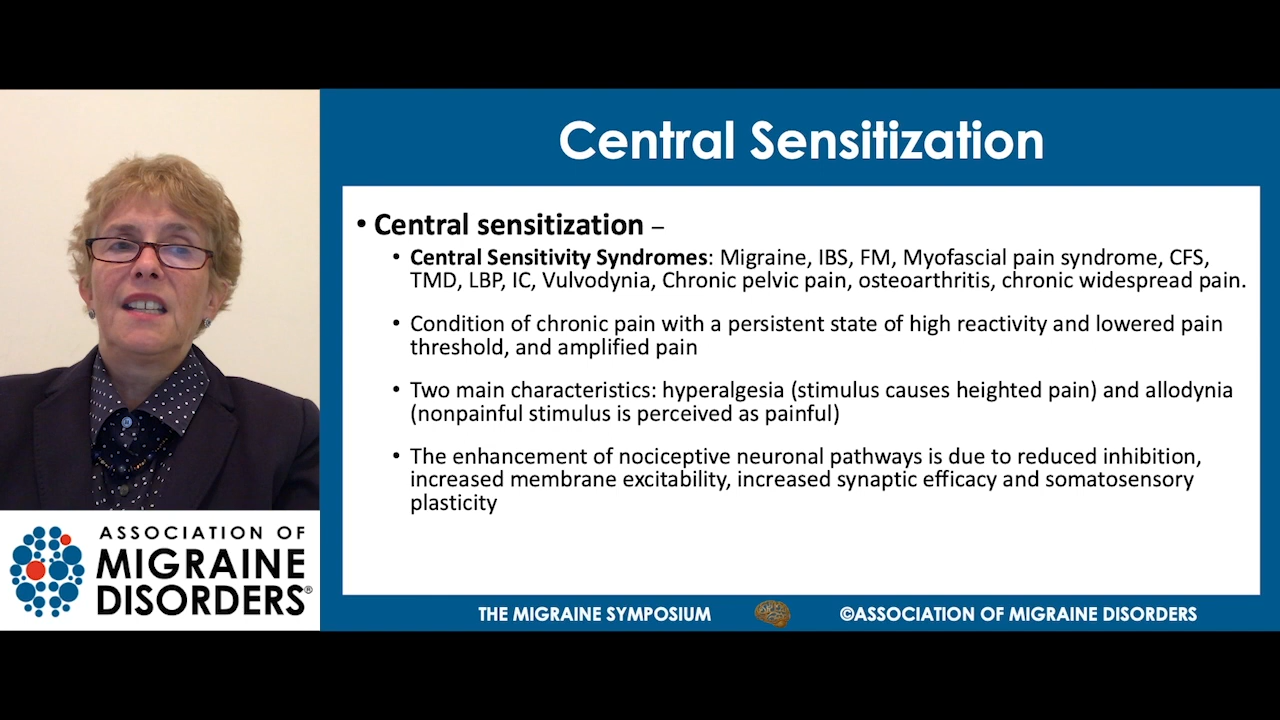 Central Sensitization
• Central sensitization –
• Central Sensitivity Syndromes: Migraine, IBS, FM, Myofascial pain syndrome, CFS,
TMD, LBP, IC, Vulvodynia, Chronic pelvic pain, osteoarthritis, chronic widespread pain.
• Condition of chronic pain with a persistent state of high reactivity and lowered pain
threshold, and amplified pain
• Two main characteristics: hyperalgesia (stimulus causes heighted pain) and allodynia
(nonpainful stimulus is perceived as painful)
• The enhancement of nociceptive neuronal pathways is due to reduced inhibition,
increased membrane excitability, increased synaptic efficacy and somatosensory
plasticity
ASSOCIATION OF
MIGRAINE
DISORDERS®
THE MIGRAINE SYMPOSIUM
©ASSOCIATION OF MIGRAINE DISORDERS